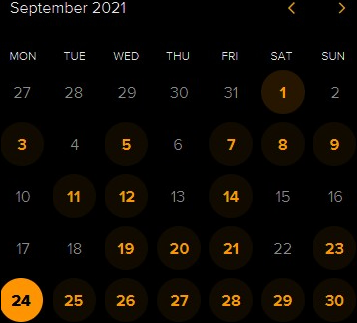 September 2021 < >
MON TUE WED THU FRI SAT SUN
27 28 29 30 31 1 2
3 4 5 6 7 8 9
10 11 12 13 14 15 16
17 18 19 20 21 22 23
24 25 26 27 28 29 30